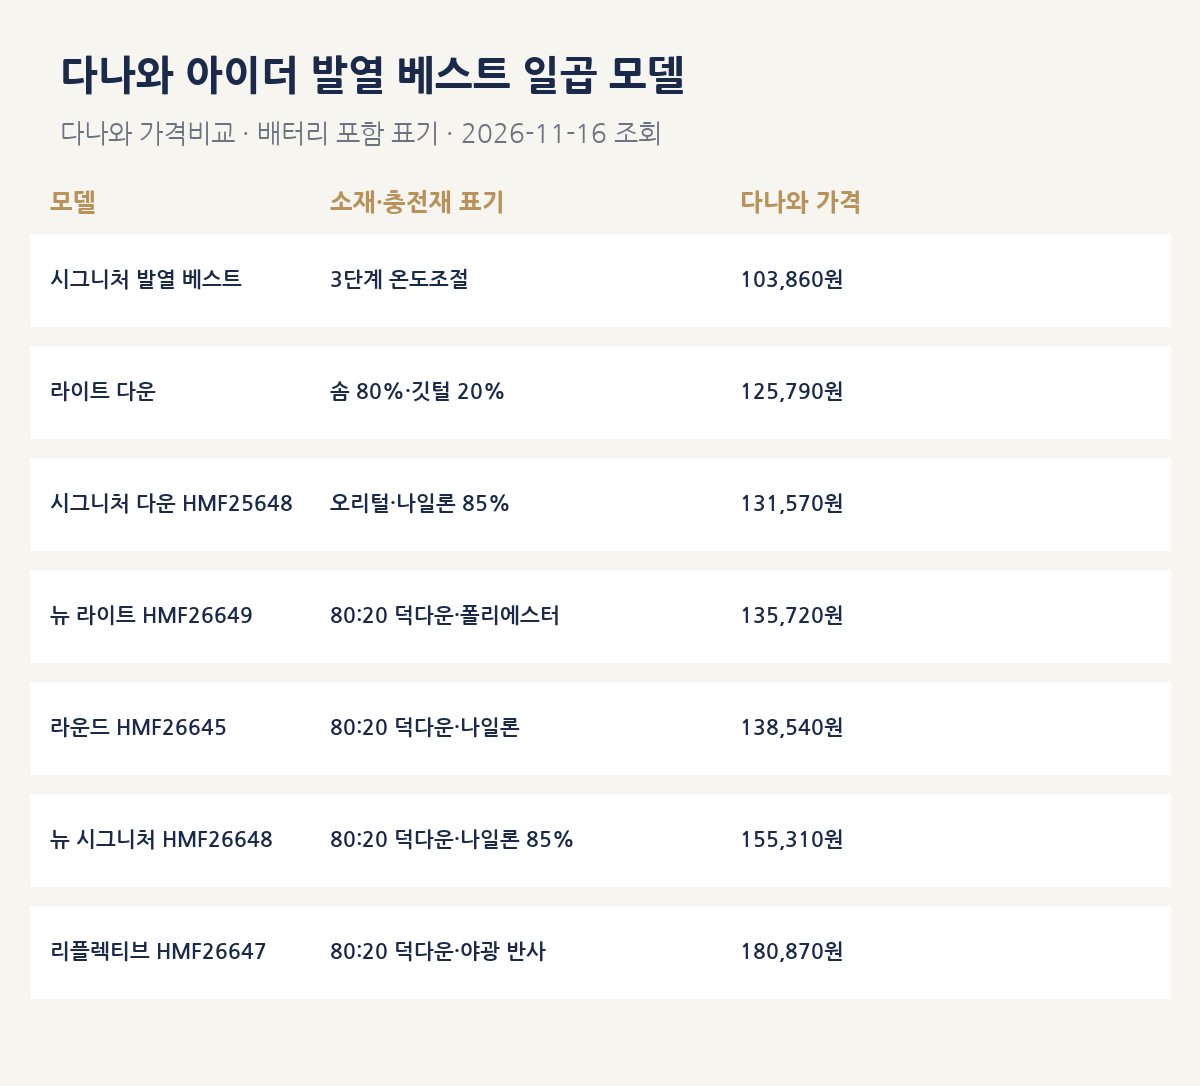 다나와 아이더 발열 베스트 일곱 모델
다나와 가격비교 · 배터리 포함 표기 · 2026-11-16 조회
모델 소재·충전재 표기 다나와 가격
시그니처 발열 베스트 3단계 온도조절 103,860원
라이트 다운 솜 80%·깃털 20% 125,790원
시그니처 다운 HMF25648 오리털·나일론 85% 131,570원
뉴 라이트 HMF26649 80:20 덕다운·폴리에스터 135,720원
라운드 HMF26645 80:20 덕다운·나일론 138,540원
뉴 시그니처 HMF26648 80:20 덕다운·나일론 85% 155,310원
리플렉티브 HMF26647 80:20 덕다운·야광 반사 180,870원